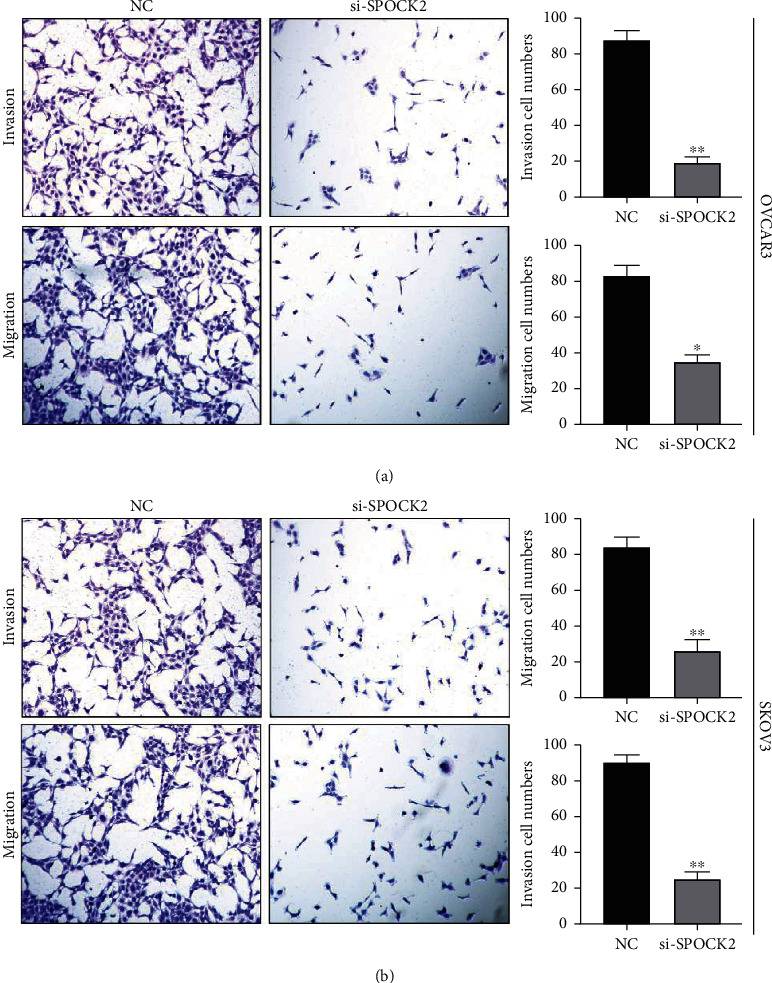 NC si-SPOCK2
Invasion
Invasion cell numbers
100
80
60
40
20
0
**
NC si-SPOCK2
Migration
Migration cell numbers
100
80
60
40
20
0
*
NC si-SPOCK2
OVCAR3
(a)
NC si-SPOCK2
Invasion
Migration cell numbers
100
80
60
40
20
0
**
NC si-SPOCK2
Migration
Invasion cell numbers
100
80
60
40
20
0
**
NC si-SPOCK2
SKOV3
(b)